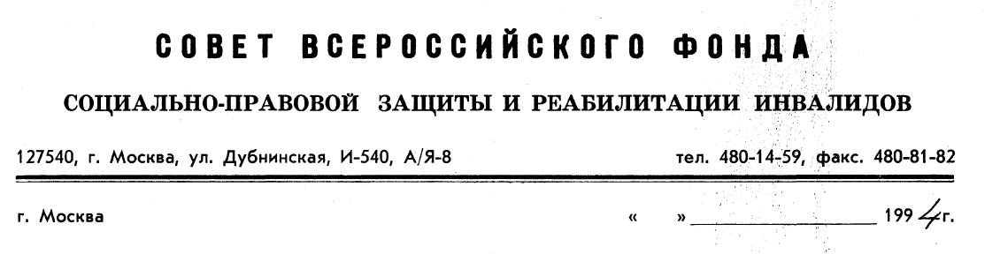 СОВЕТ ВСЕРОССИЙСКОГО ФОНДА
СОЦИАЛЬНО-ПРАВОВОЙ ЗАЩИТЫ И РЕАБИЛИТАЦИИ ИНВАЛИДОВ
127540, г. Москва, ул. Дубнинская, И-540, А/Я-8 тел. 480-14-59, факс. 480-81-82
г. Москва « »____________________ 1994г.